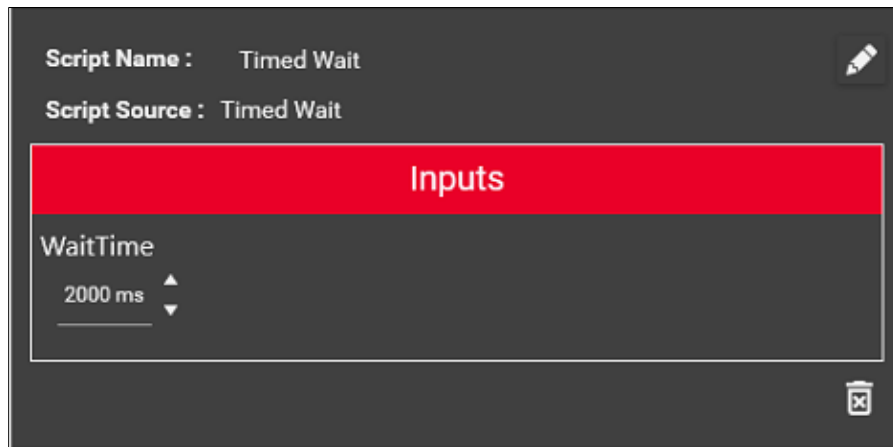 Script Name : Timed Wait
Script Source : Timed Wait
Inputs
WaitTime
2000 ms